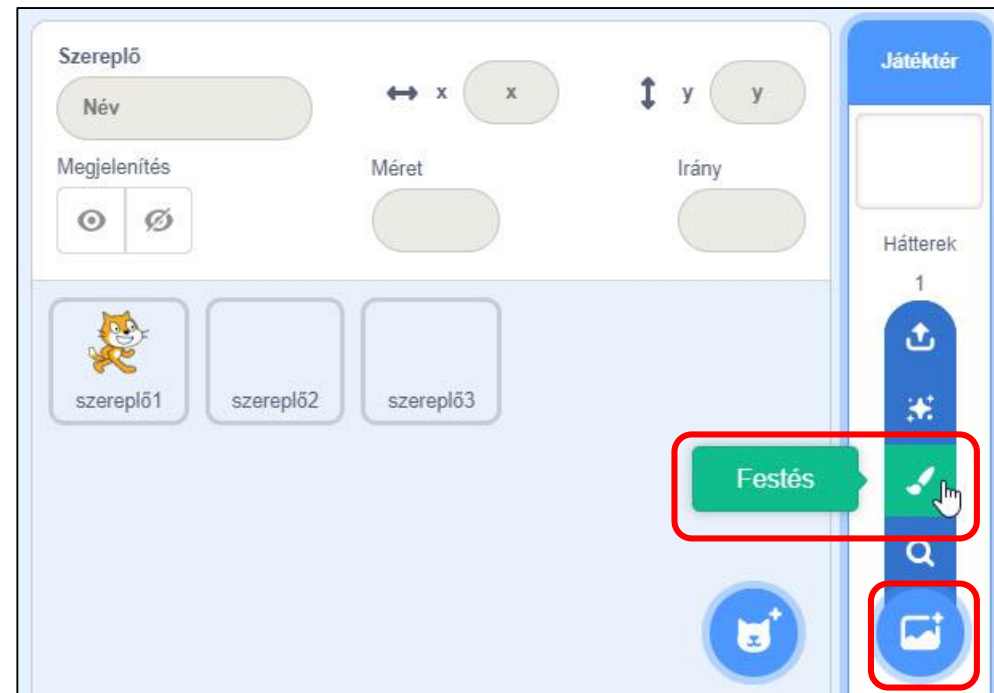 Szereplő
Név
x
x
y
y
Megjelenítés
Méret
Irány
szereplő1
szereplő2
szereplő3
Játéktér
Hátterek
1
Festés